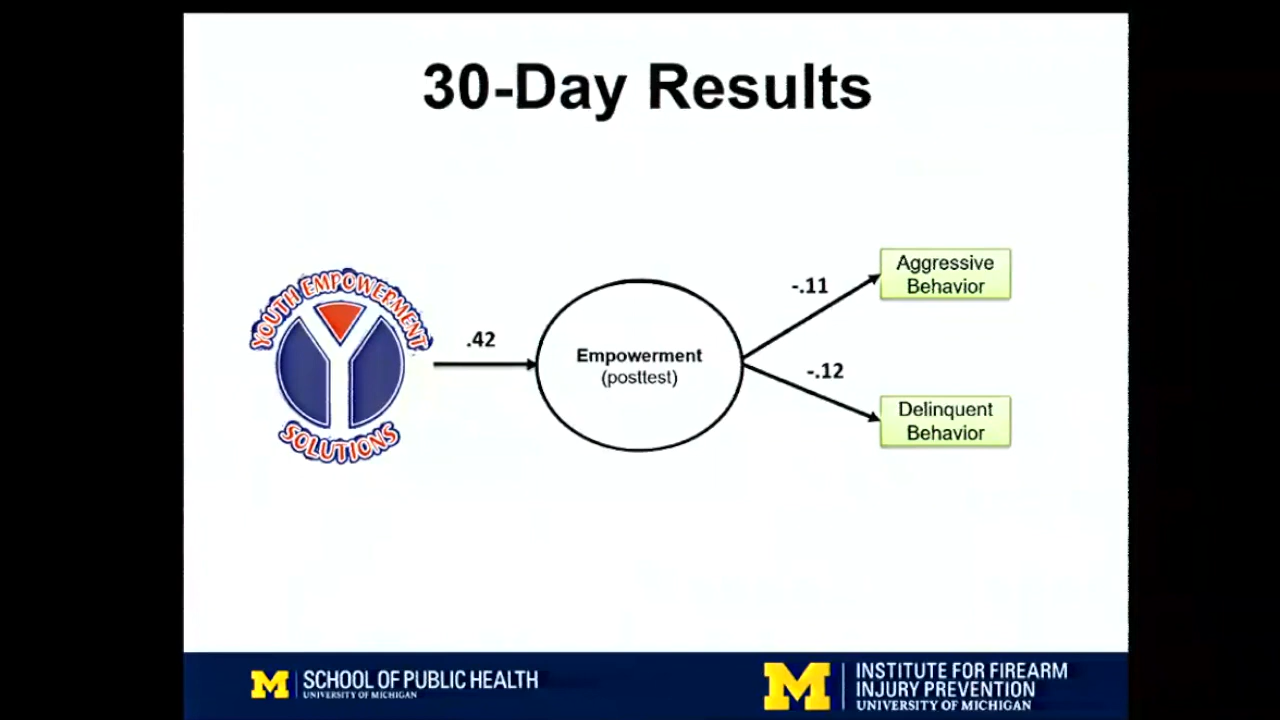 30-Day Results
YOUTH EMPOWERMENT
SOLUTIONS
.42
Empowerment
(posttest)
-.11
-.12
Aggressive
Behavior
Delinquent
Behavior
M
SCHOOL OF PUBLIC HEALTH
UNIVERSITY OF MICHIGAN
M
INSTITUTE FOR FIREARM
INJURY PREVENTION
UNIVERSITY OF MICHIGAN